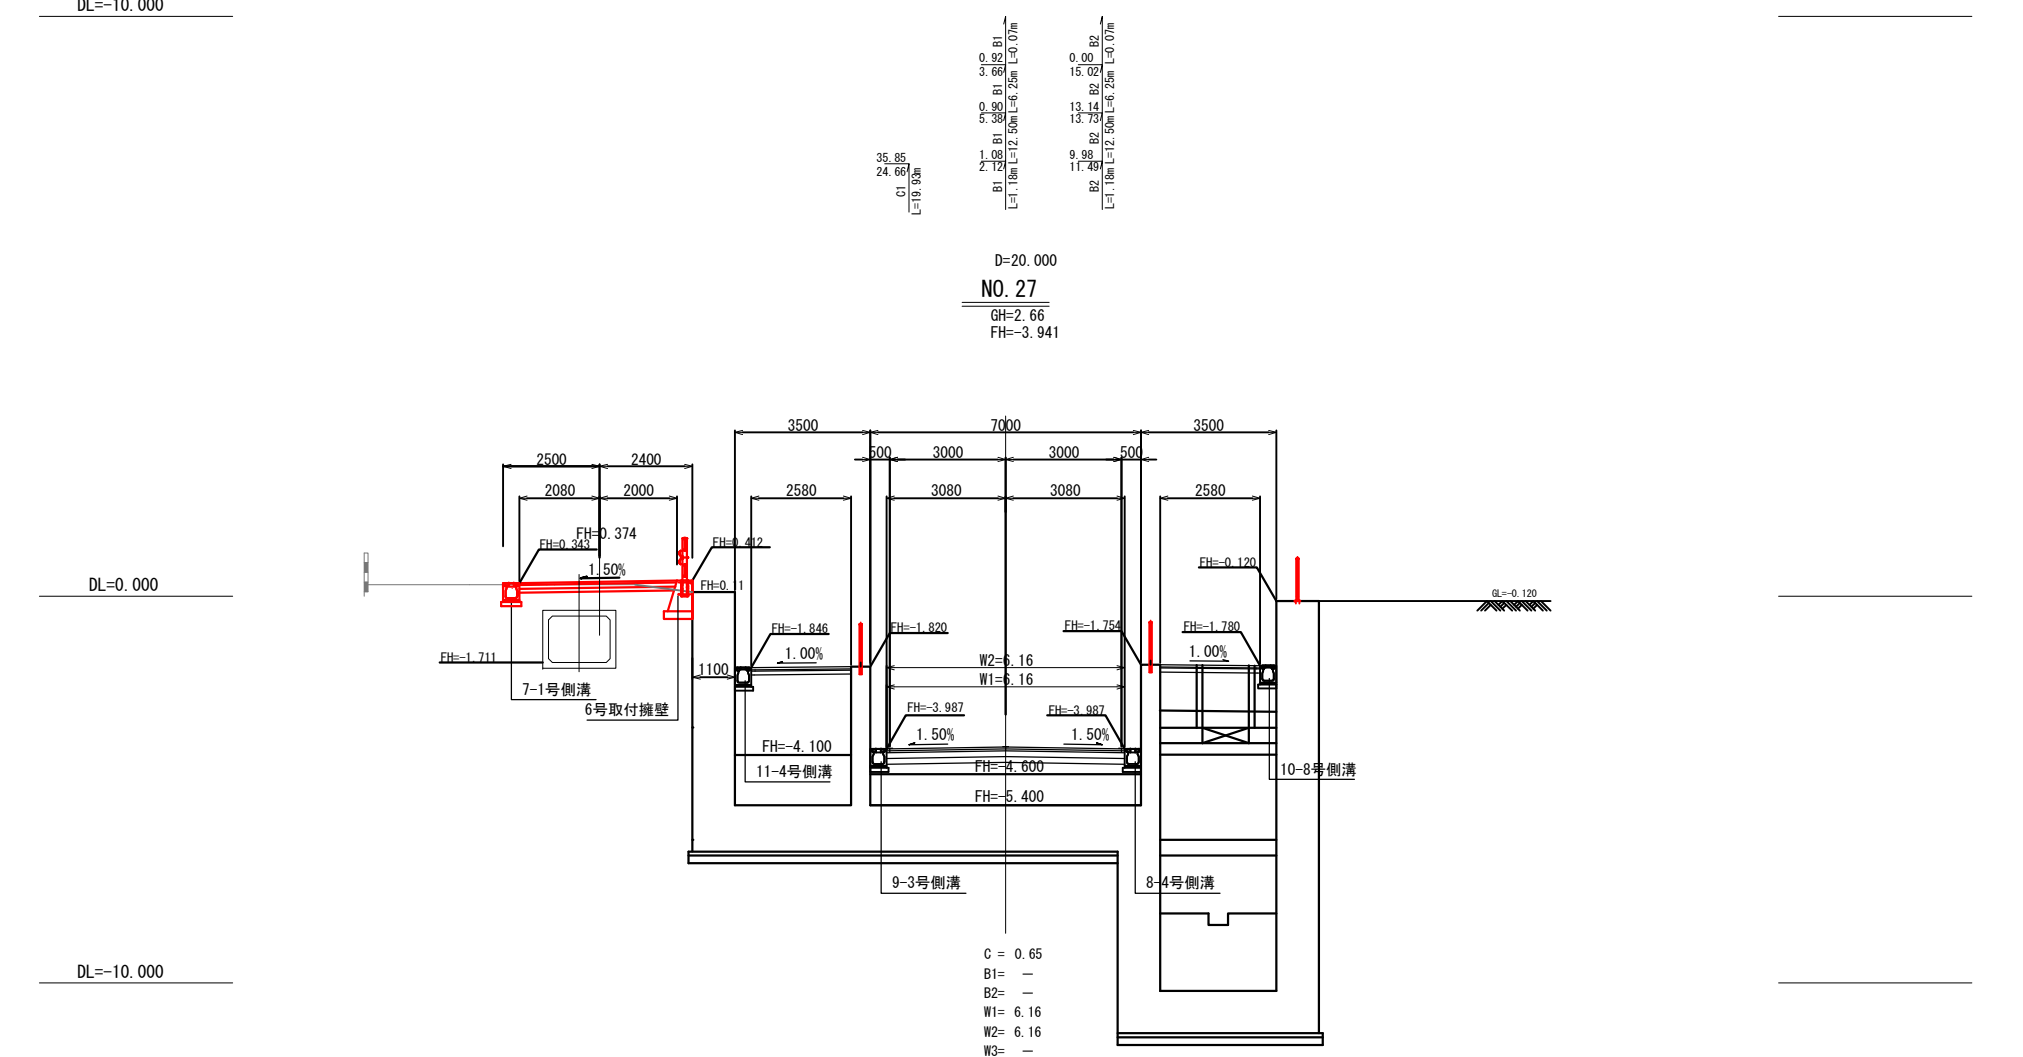 DL=-10.000
B1 L=0.07m
0.92
3.66
B1 L=6.25m
0.90
5.38
B1 L=12.50m
1.08
2.12
B1 L=1.18m
B2 L=0.07m
0.00
15.02
B2 L=6.25m
13.14
13.73
B2 L=12.50m
9.98
11.49
B2 L=1.18m
35.85
24.66
C1 L=19.93m
D=20.000
NO.27
GH=2.66
FH=-3.941
3500 7000 3500
500 3000 3000 500
2500 2400
2080 2000 2580 3080 3080 2580
FH=0.374
FH=0.343 FH=0.412
FH=-0.120
1.50%
DL=0.000
FH=0.11
GL=-0.120
FH=-1.846 FH=-1.820 FH=-1.754 FH=-1.780
1.00% 1.00%
FH=-1.711
W2=6.16
1100
W1=6.16
7-1号側溝
6号取付擁壁
FH=-3.987 FH=-3.987
1.50% 1.50%
FH=-4.100
FH=-4.600
11-4号側溝
10-8号側溝
FH=-5.400
9-3号側溝 8-4号側溝
C = 0.65
DL=-10.000
B1= —
B2= —
W1= 6.16
W2= 6.16
W3= —